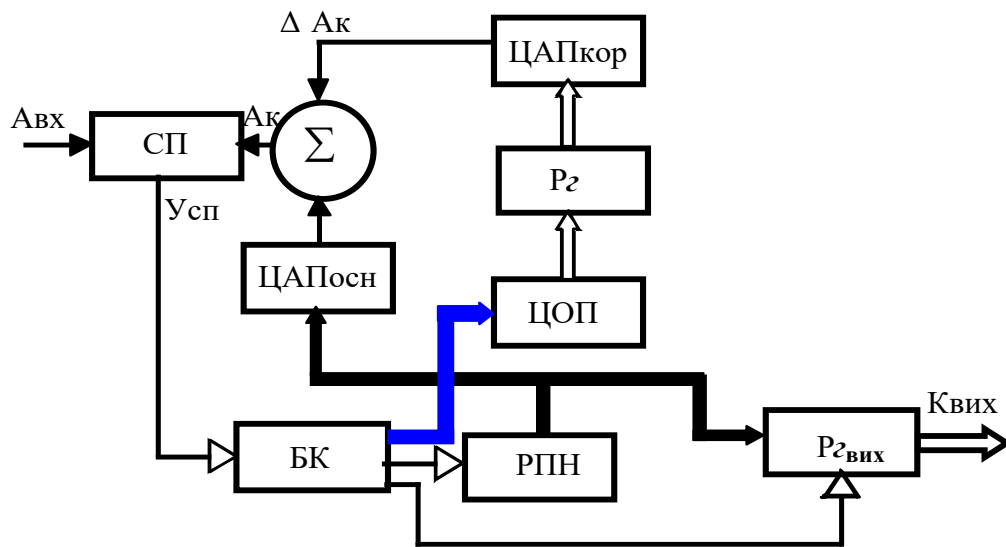 Δ Ак
ЦАПкор
Авх
СП
Ак
Σ
Рг
Усп
ЦАПосн
ЦОП
Квих
БК
РПН
Ргвих